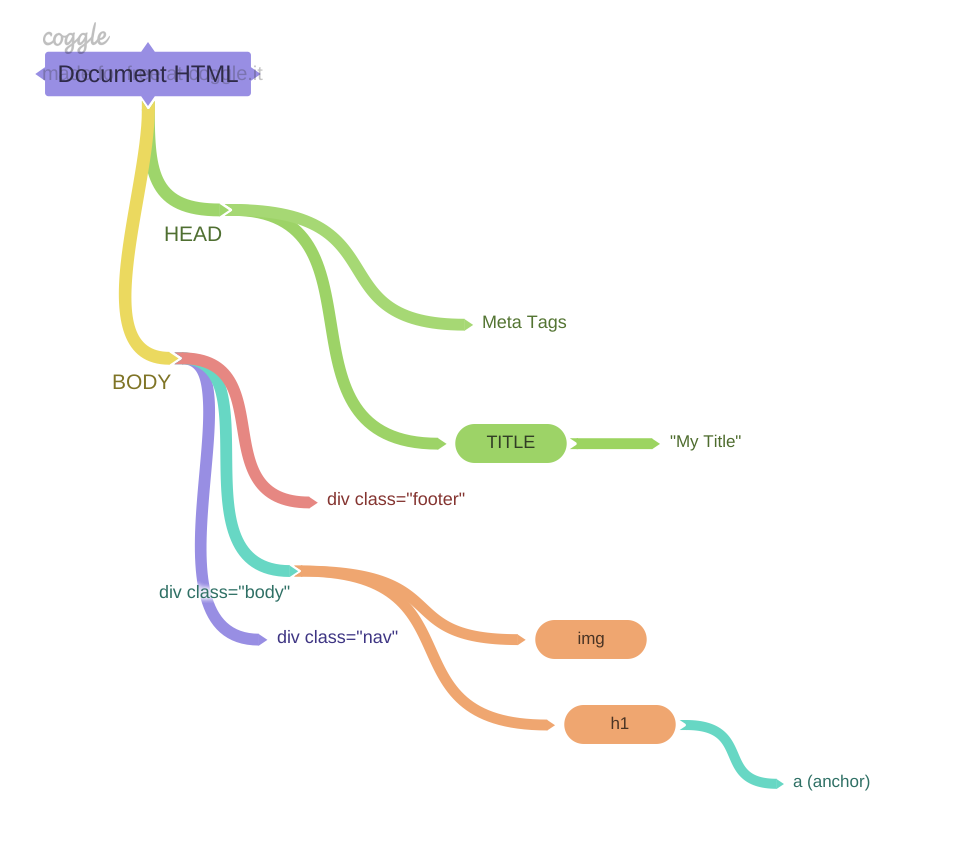 coggle
made for free at coggle.it
Document HTML
HEAD
Meta Tags
BODY
TITLE
"My Title"
div class="footer"
div class="body"
div class="nav"
img
h1
a (anchor)